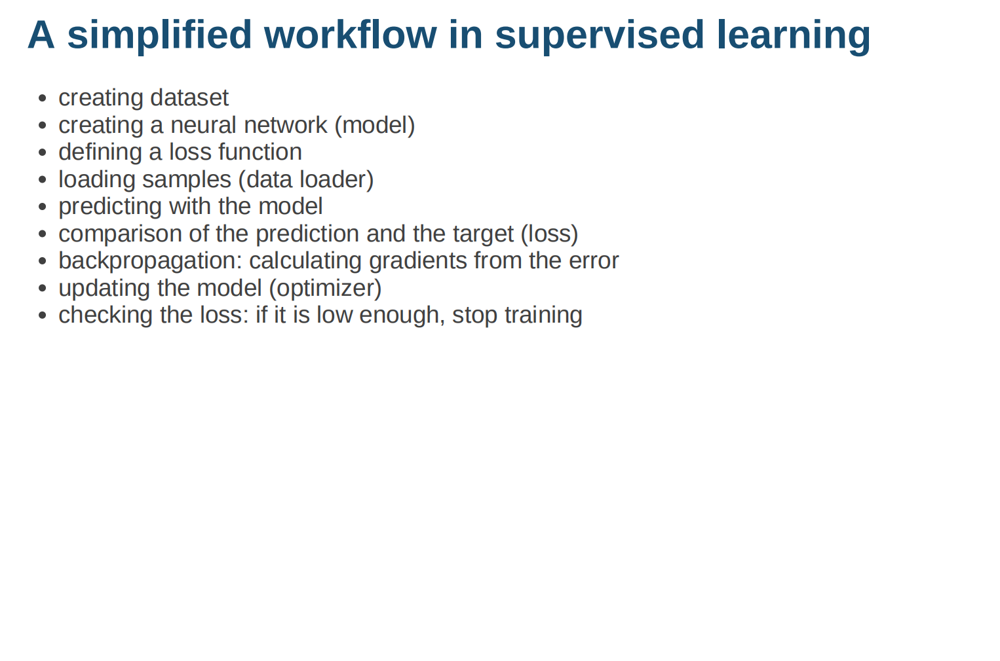 A simplified workflow in supervised learning
• creating dataset
• creating a neural network (model)
• defining a loss function
• loading samples (data loader)
• predicting with the model
• comparison of the prediction and the target (loss)
• backpropagation: calculating gradients from the error
• updating the model (optimizer)
• checking the loss: if it is low enough, stop training